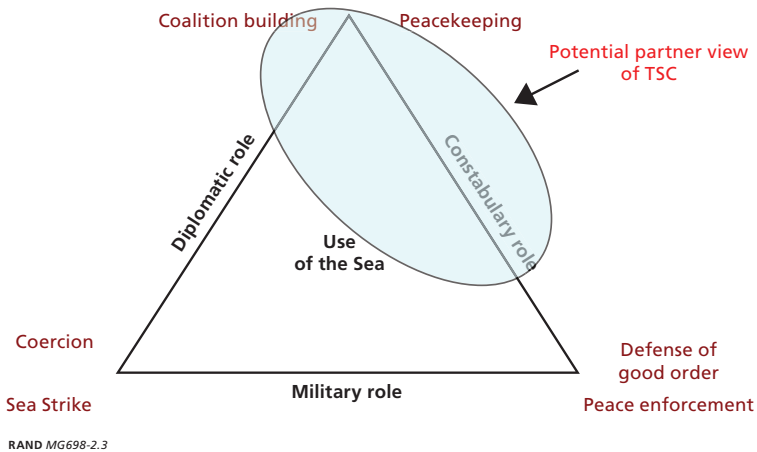 Coalition building
Peacekeeping
Potential partner view
of TSC
Diplomatic role
Constabulary role
Use
of the Sea
Coercion
Defense of
good order
Military role
Sea Strike
Peace enforcement
RAND MG698-2.3